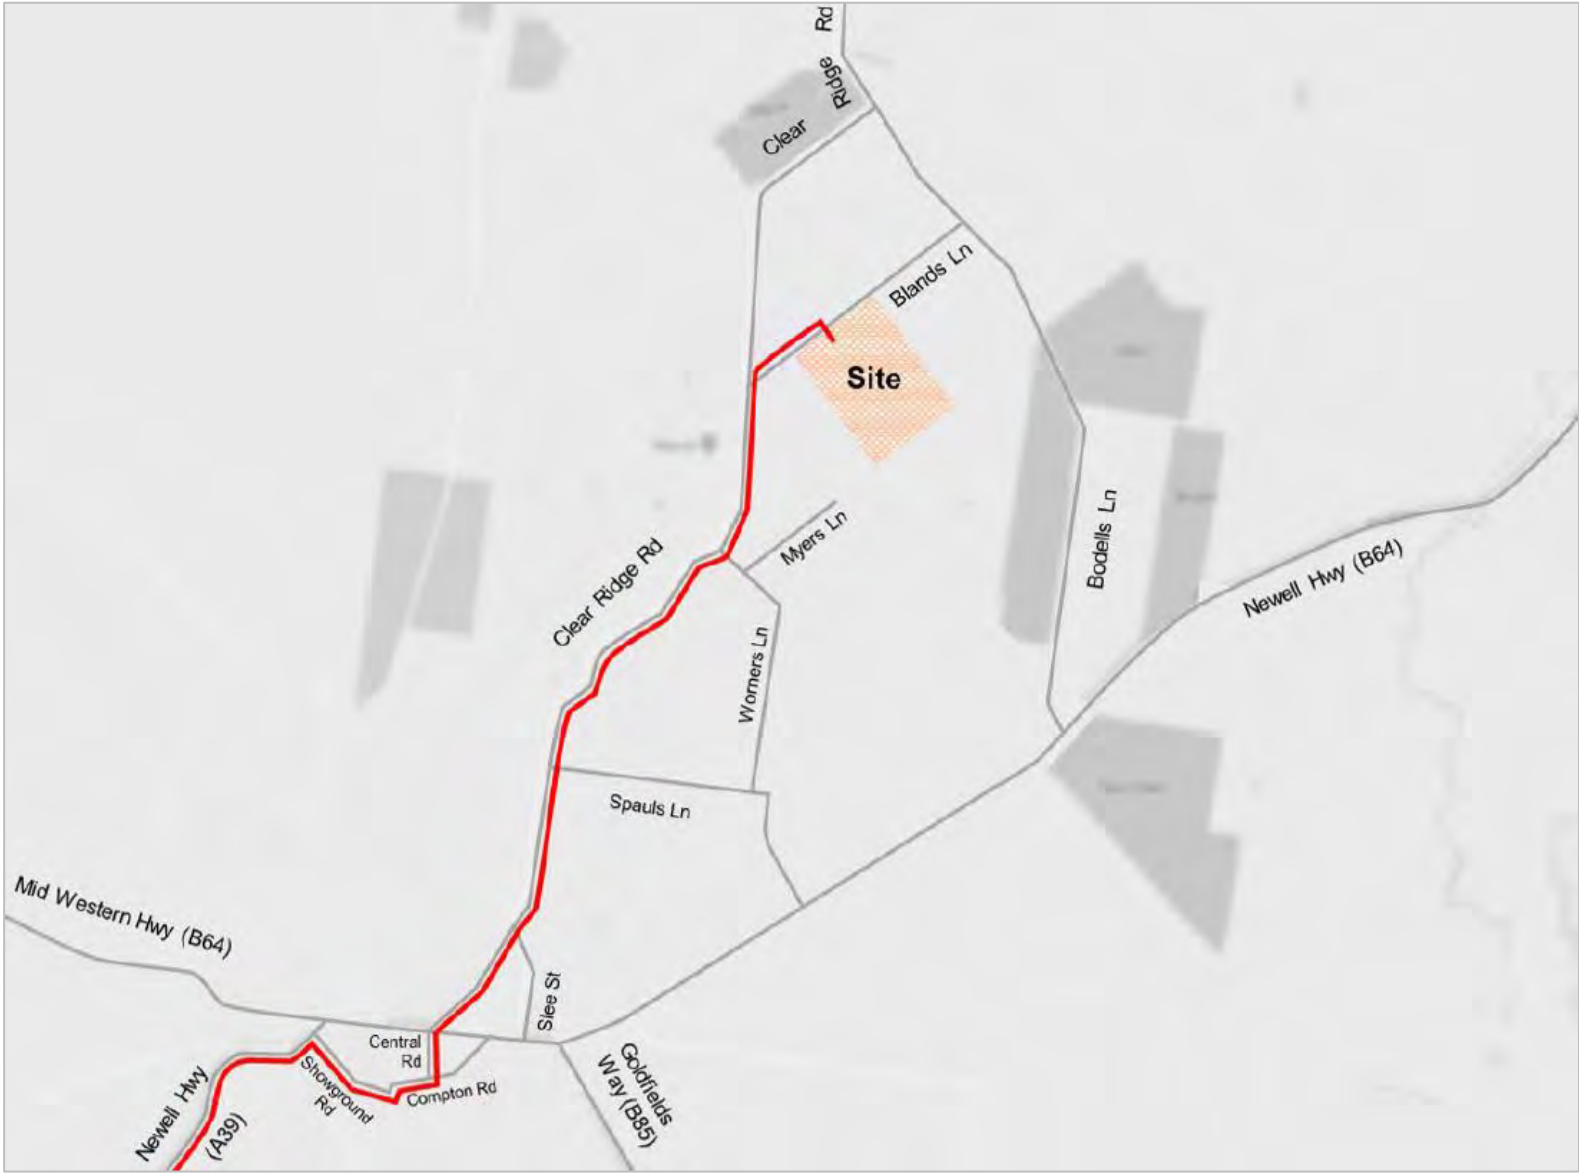 Rd
Ridge
Clear
Blands Ln
Site
Myers Ln
Bodells Ln
Newell Hwy (B64)
Clear Ridge Rd
Worners Ln
Spauls Ln
Mid Western Hwy (B64)
Slee St
Central
Rd
Goldfields
Way (B85)
Showground
Rd
Compton Rd
Newell Hwy
(A39)